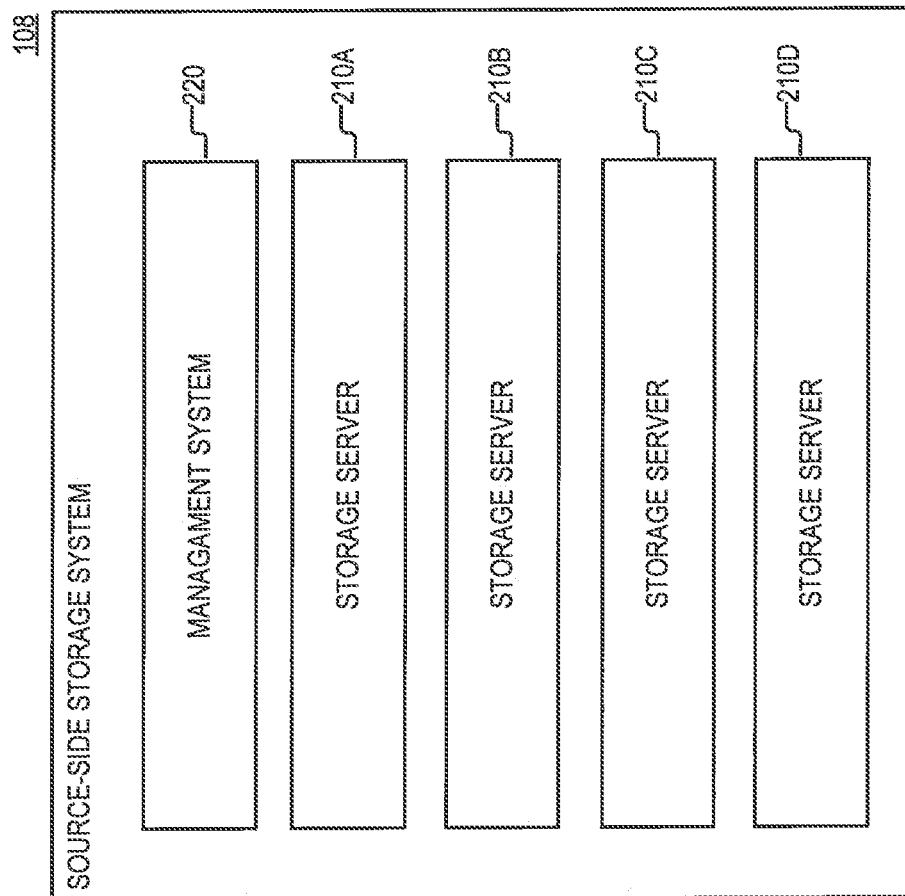 108
SOURCE-SIDE STORAGE SYSTEM
MANAGAMENT SYSTEM
220
STORAGE SERVER
210A
STORAGE SERVER
210B
STORAGE SERVER
210C
STORAGE SERVER
210D